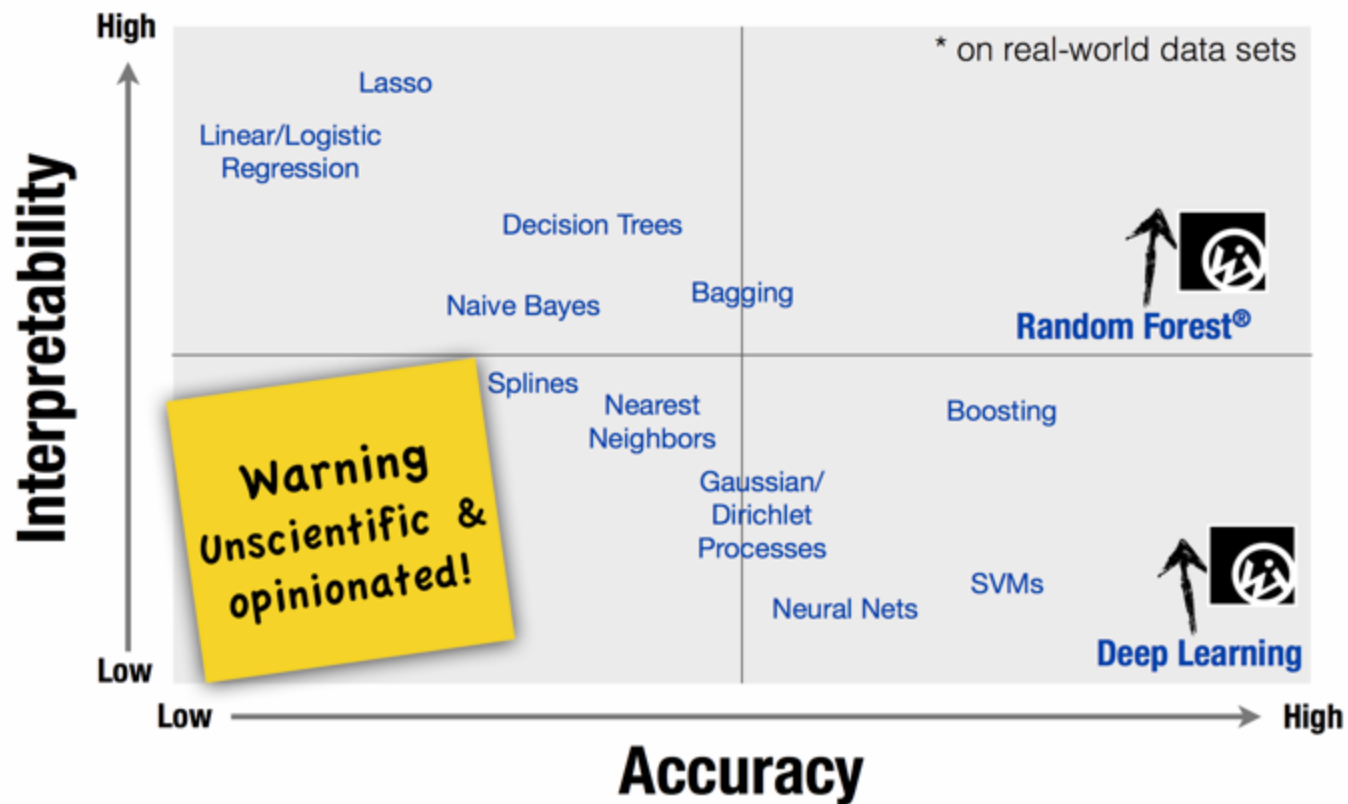 High
* on real-world data sets
Lasso
Linear/Logistic
Regression
Decision Trees
Naive Bayes
Bagging
Random Forest®
Interpretability
Splines
Nearest
Neighbors
Boosting
Gaussian/
Dirichlet
Processes
Neural Nets
SVMs
Deep Learning
Warning
Unscientific &
opinionated!
Low
Low
High
Accuracy